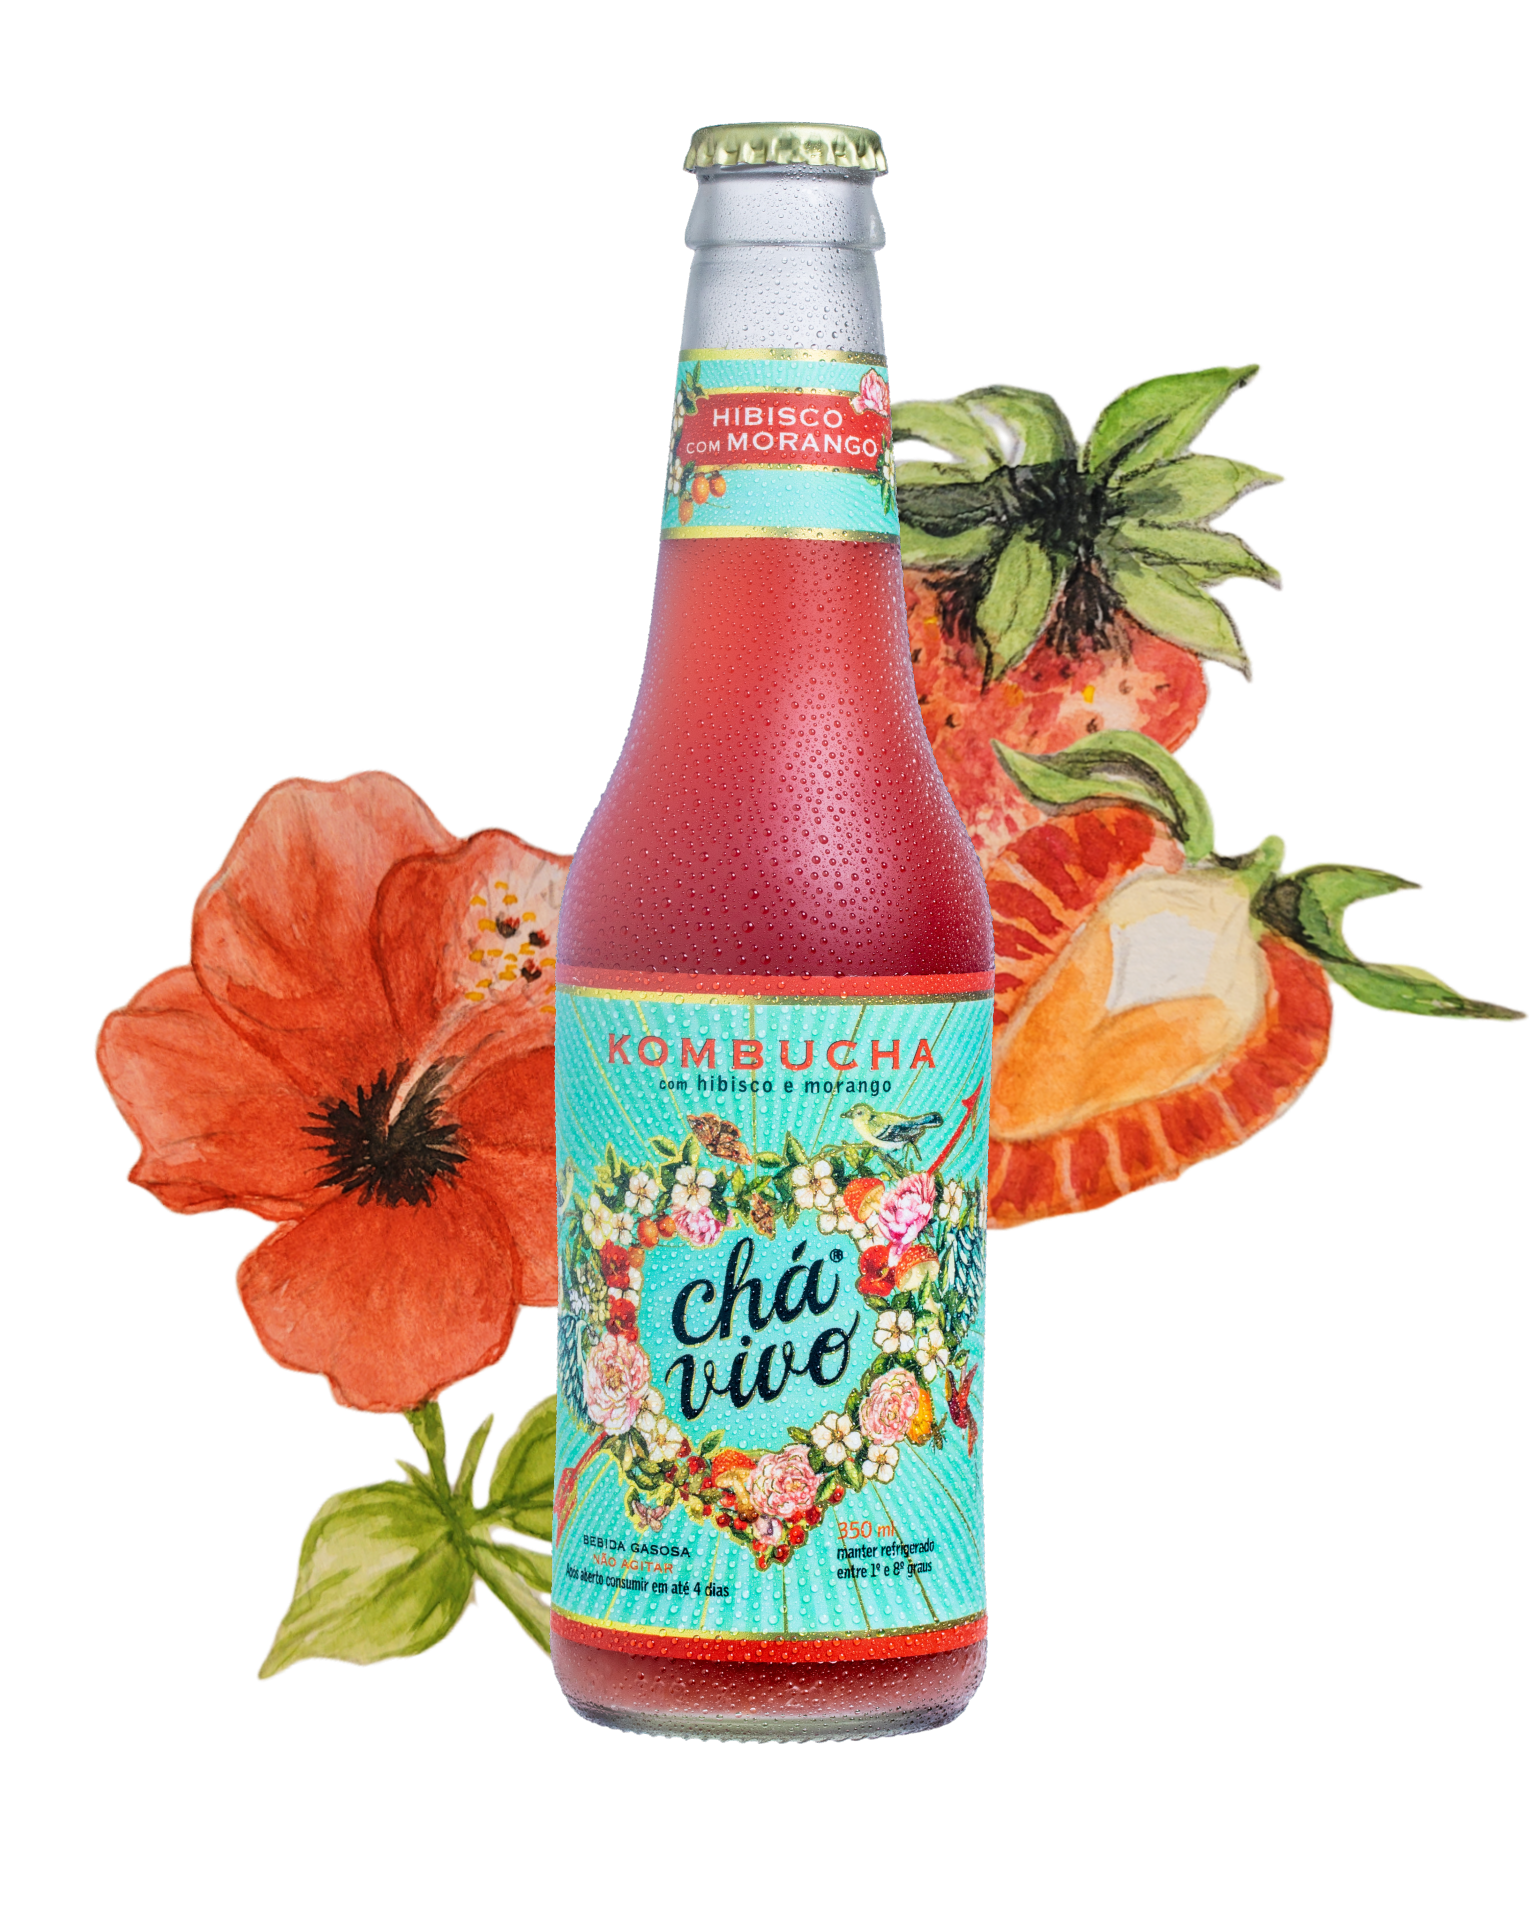 HIBISCO
COM MORANGO
KOMBUCHA
com hibisco e morango
chá®
vivo
BEBIDA GASOSA
NÃO AGITAR
Após aberto consumir em até 4 dias
350 ml
manter refrigerado
entre 1º e 8º graus